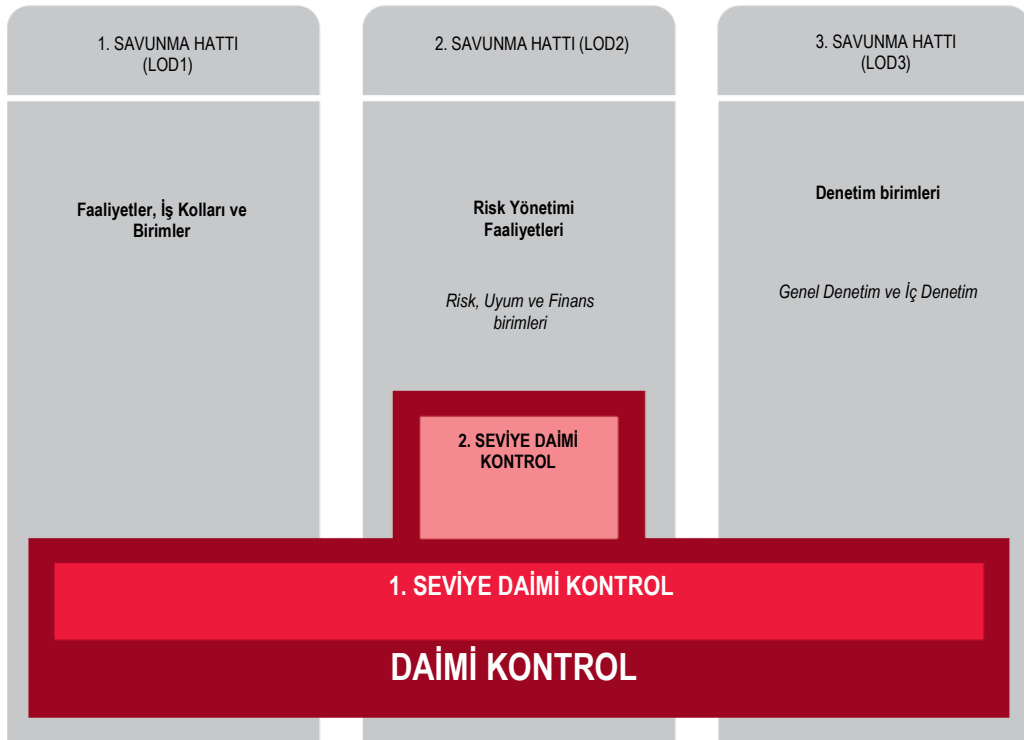 1. SAVUNMA HATTI
(LOD1)
2. SAVUNMA HATTI (LOD2)
3. SAVUNMA HATTI
(LOD3)
Faaliyetler, İş Kolları ve
Birimler
Risk Yönetimi
Faaliyetleri
Risk, Uyum ve Finans
birimleri
Denetim birimleri
Genel Denetim ve İç Denetim
2. SEVİYE DAİMİ
KONTROL
1. SEVİYE DAİMİ KONTROL
DAİMİ KONTROL